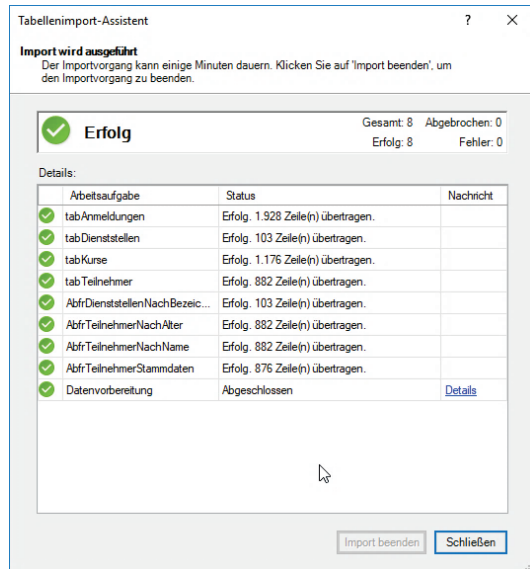 Tabellenimport-Assistent ? ×
Import wird ausgeführt
Der Importvorgang kann einige Minuten dauern. Klicken Sie auf 'Import beenden', um
den Importvorgang zu beenden.
Erfolg
Gesamt: 8 Abgebrochen: 0
Erfolg: 8 Fehler: 0
Details:
Arbeitsaufgabe Status Nachricht
tabAnmeldungen Erfolg. 1.928 Zeile(n) übertragen.
tabDienststellen Erfolg. 103 Zeile(n) übertragen.
tabKurse Erfolg. 1.176 Zeile(n) übertragen.
tabTeilnehmer Erfolg. 882 Zeile(n) übertragen.
AbfrDienststellenNachBezeic... Erfolg. 103 Zeile(n) übertragen.
AbfrTeilnehmerNachAlter Erfolg. 882 Zeile(n) übertragen.
AbfrTeilnehmerNachName Erfolg. 882 Zeile(n) übertragen.
AbfrTeilnehmerStammdaten Erfolg. 876 Zeile(n) übertragen.
Datenvorbereitung Abgeschlossen Details
Import beenden Schließen